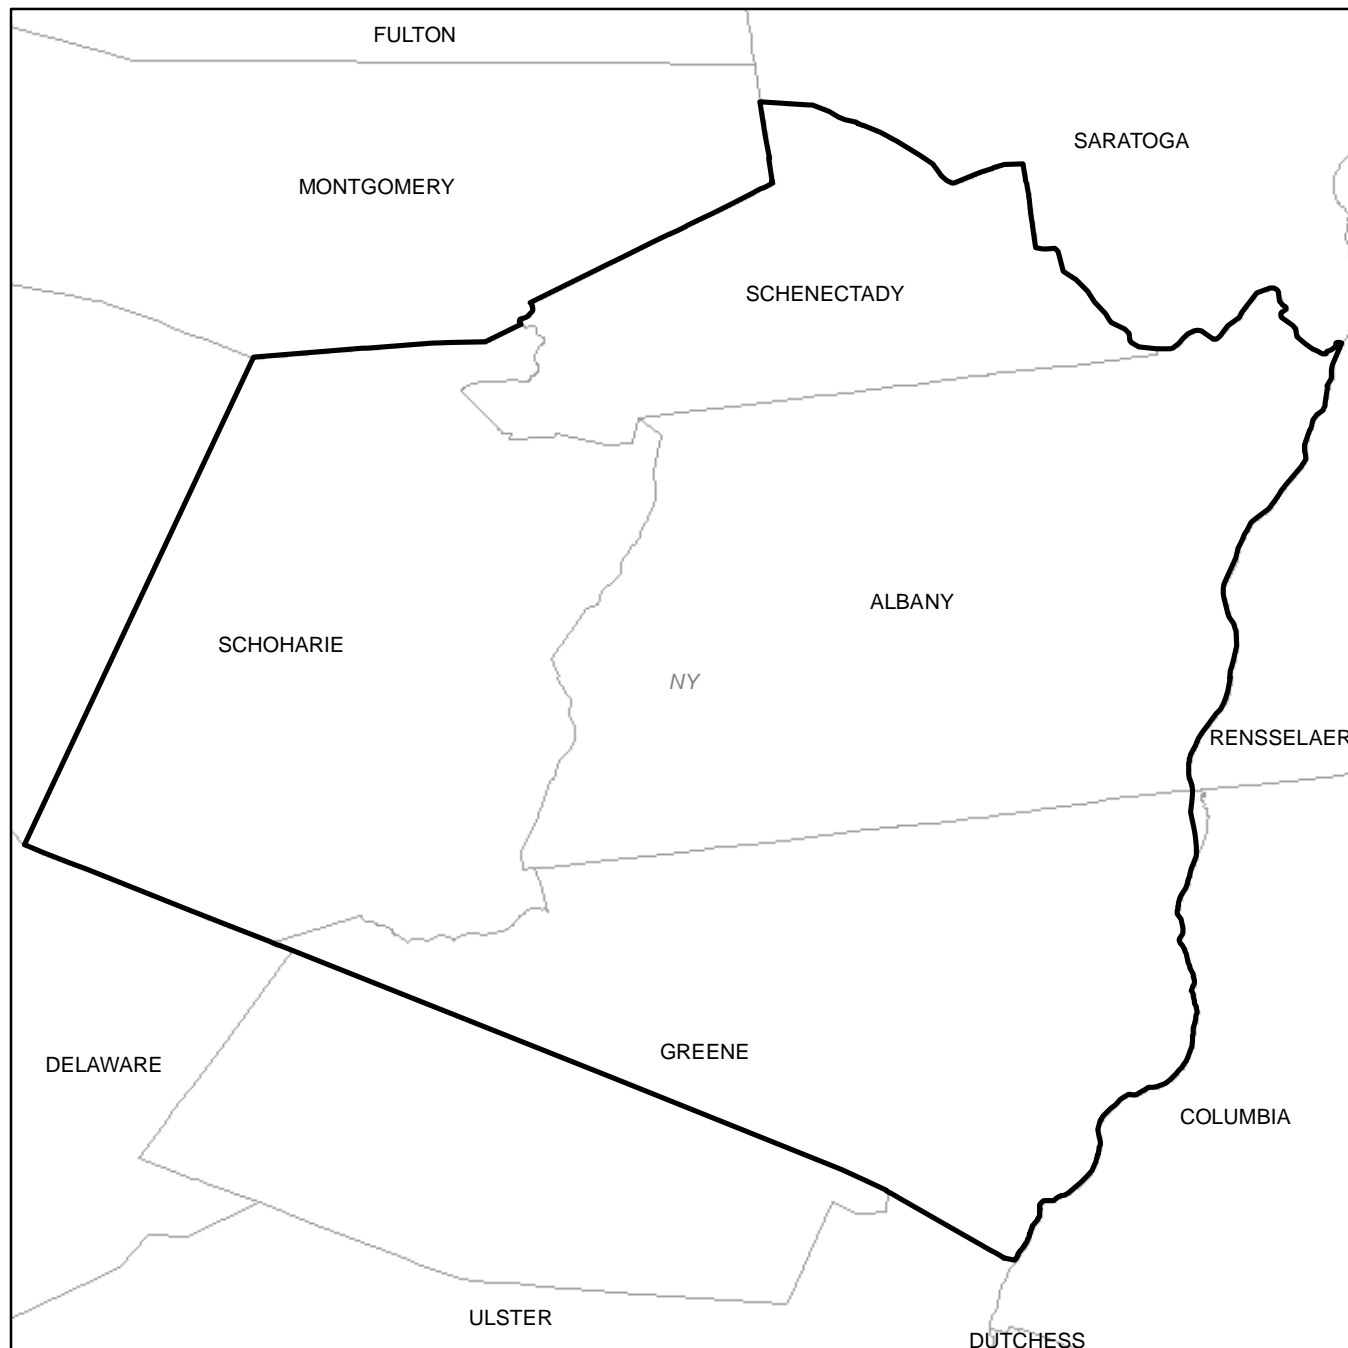 FULTON
SARATOGA
MONTGOMERY
SCHENECTADY
ALBANY
SCHOHARIE
NY
RENSSELAER
GREENE
DELAWARE
COLUMBIA
ULSTER
DUTCHESS